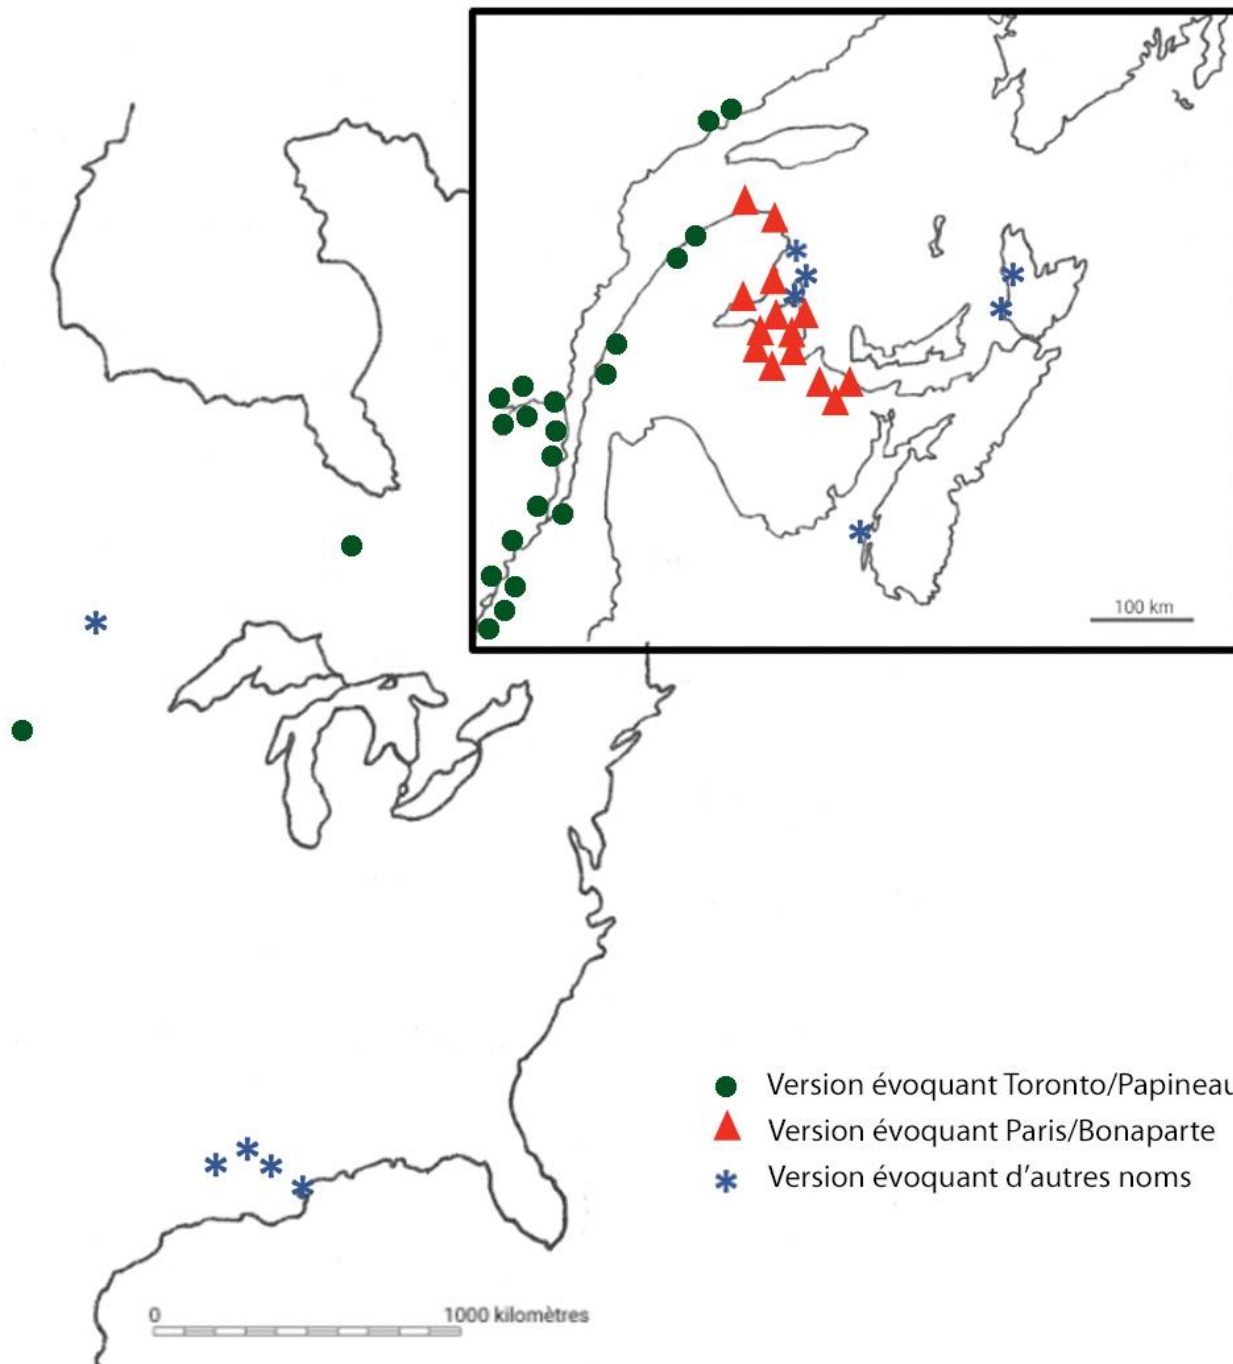 100 km
Version évoquant Toronto/Papineau
Version évoquant Paris/Bonaparte
Version évoquant d'autres noms
0 1000 kilomètres